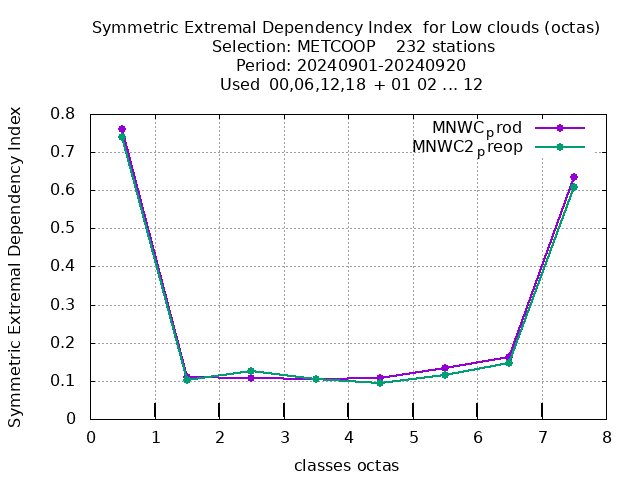 Symmetric Extremal Dependency Index  for Low clouds (octas)
Selection: METCOOP    232 stations
Period: 20240901-20240920
Used  00,06,12,18  + 01 02 ... 12
Symmetric Extremal Dependency Index
0.8
0.7
0.6
0.5
0.4
0.3
0.2
0.1
0
MNWC_prod
MNWC2_preop
0 1 2 3 4 5 6 7 8
classes octas